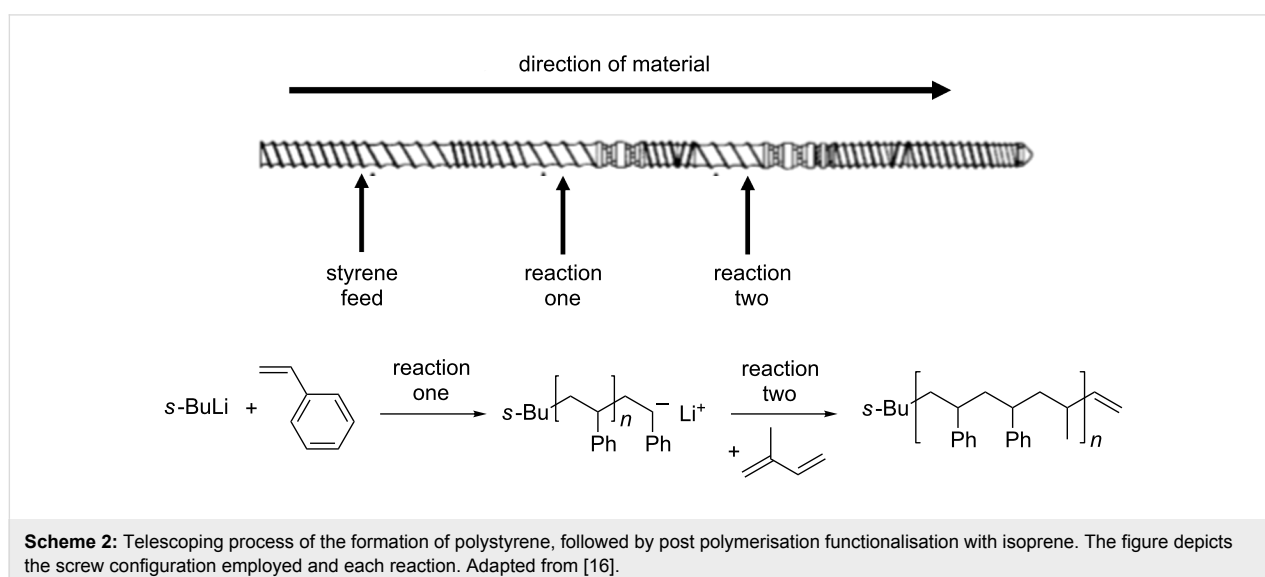 direction of material
styrene
feed
reaction
one
reaction
two
s-BuLi + 
reaction
one
s-Bu [ ]n Ph Ph – Li+
reaction
two
+
s-Bu [ Ph Ph ]n
Scheme 2: Telescoping process of the formation of polystyrene, followed by post polymerisation functionalisation with isoprene. The figure depicts
the screw configuration employed and each reaction. Adapted from [16].